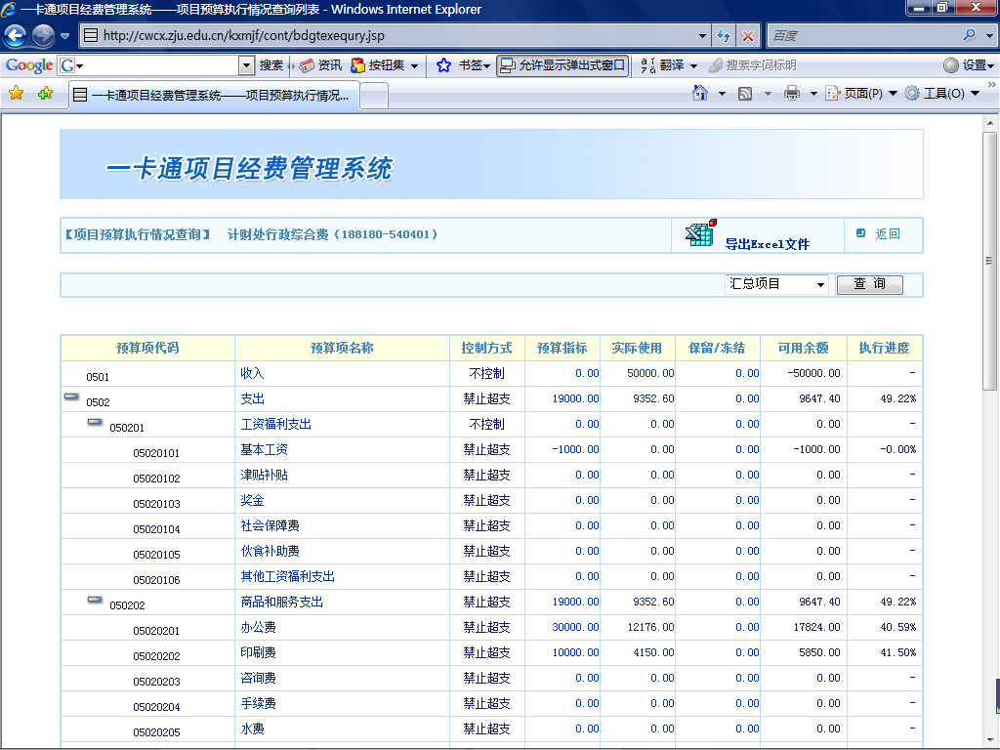 一卡通项目经费管理系统——项目预算执行情况查询列表 - Windows Internet Explorer
http://cwcx.zju.edu.cn/kxmjf/cont/bdgtexequry.jsp
百度
Google G 搜索 资讯 按钮集 书签 允许显示弹出式窗口 翻译 搜索字词标明 设置
一卡通项目经费管理系统——项目预算执行情况... 页面(P) 工具(O)
一卡通项目经费管理系统
【项目预算执行情况查询】 计财处行政综合费（188180-540401） 导出Excel文件 返回
汇总项目 查 询
预算项代码 预算项名称 控制方式 预算指标 实际使用 保留/冻结 可用余额 执行进度
0501 收入 不控制 0.00 50000.00 0.00 -50000.00 -
0502 支出 禁止超支 19000.00 9352.60 0.00 9647.40 49.22%
050201 工资福利支出 不控制 0.00 0.00 0.00 0.00 -
05020101 基本工资 禁止超支 -1000.00 0.00 0.00 -1000.00 -0.00%
05020102 津贴补贴 禁止超支 0.00 0.00 0.00 0.00 -
05020103 奖金 禁止超支 0.00 0.00 0.00 0.00 -
05020104 社会保障费 禁止超支 0.00 0.00 0.00 0.00 -
05020105 伙食补助费 禁止超支 0.00 0.00 0.00 0.00 -
05020106 其他工资福利支出 禁止超支 0.00 0.00 0.00 0.00 -
050202 商品和服务支出 禁止超支 19000.00 9352.60 0.00 9647.40 49.22%
05020201 办公费 禁止超支 30000.00 12176.00 0.00 17824.00 40.59%
05020202 印刷费 禁止超支 10000.00 4150.00 0.00 5850.00 41.50%
05020203 咨询费 禁止超支 0.00 0.00 0.00 0.00 -
05020204 手续费 禁止超支 0.00 0.00 0.00 0.00 -
05020205 水费 禁止超支 0.00 0.00 0.00 0.00 -